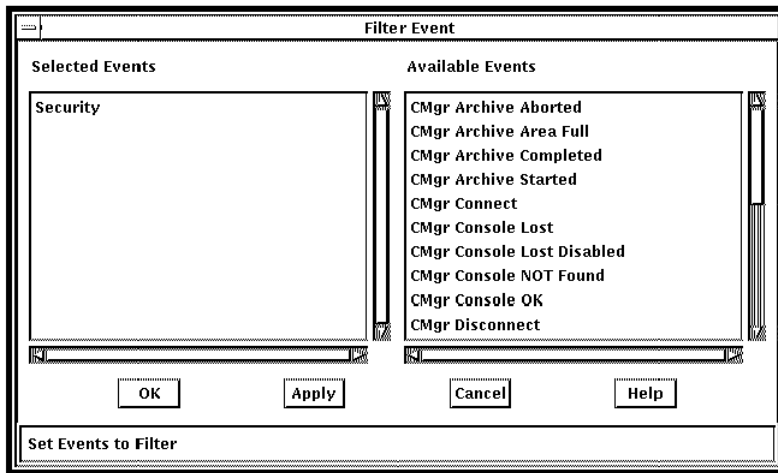 Filter Event
Selected Events
Security
Available Events
CMgr Archive Aborted
CMgr Archive Area Full
CMgr Archive Completed
CMgr Archive Started
CMgr Connect
CMgr Console Lost
CMgr Console Lost Disabled
CMgr Console NOT Found
CMgr Console OK
CMgr Disconnect
OK Apply Cancel Help
Set Events to Filter